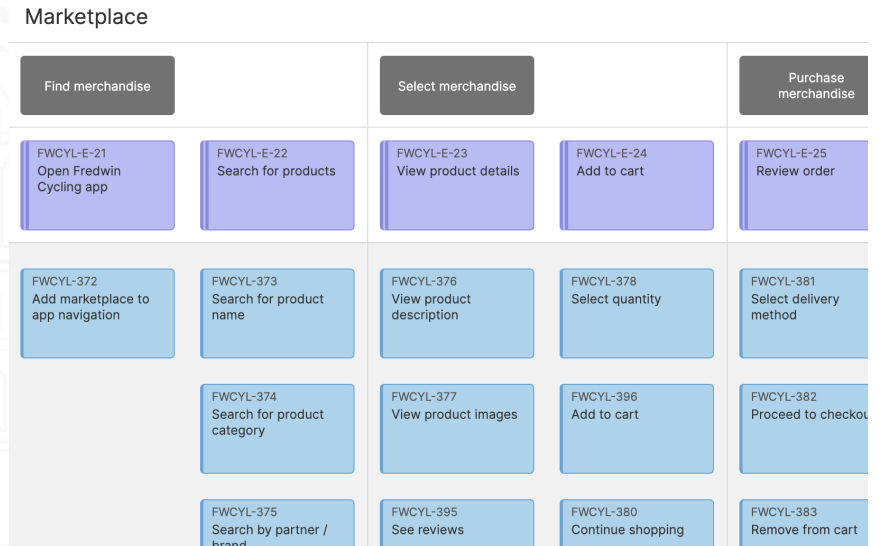 Marketplace
Find merchandise
Select merchandise
Purchase
merchandise
FWCYL-E-21
Open Fredwin
Cycling app
FWCYL-E-22
Search for products
FWCYL-E-23
View product details
FWCYL-E-24
Add to cart
FWCYL-E-25
Review order
FWCYL-372
Add marketplace to
app navigation
FWCYL-373
Search for product
name
FWCYL-376
View product
description
FWCYL-378
Select quantity
FWCYL-381
Select delivery
method
FWCYL-374
Search for product
category
FWCYL-377
View product images
FWCYL-396
Add to cart
FWCYL-382
Proceed to checkou
FWCYL-375
Search by partner /
brand
FWCYL-395
See reviews
FWCYL-380
Continue shopping
FWCYL-383
Remove from cart